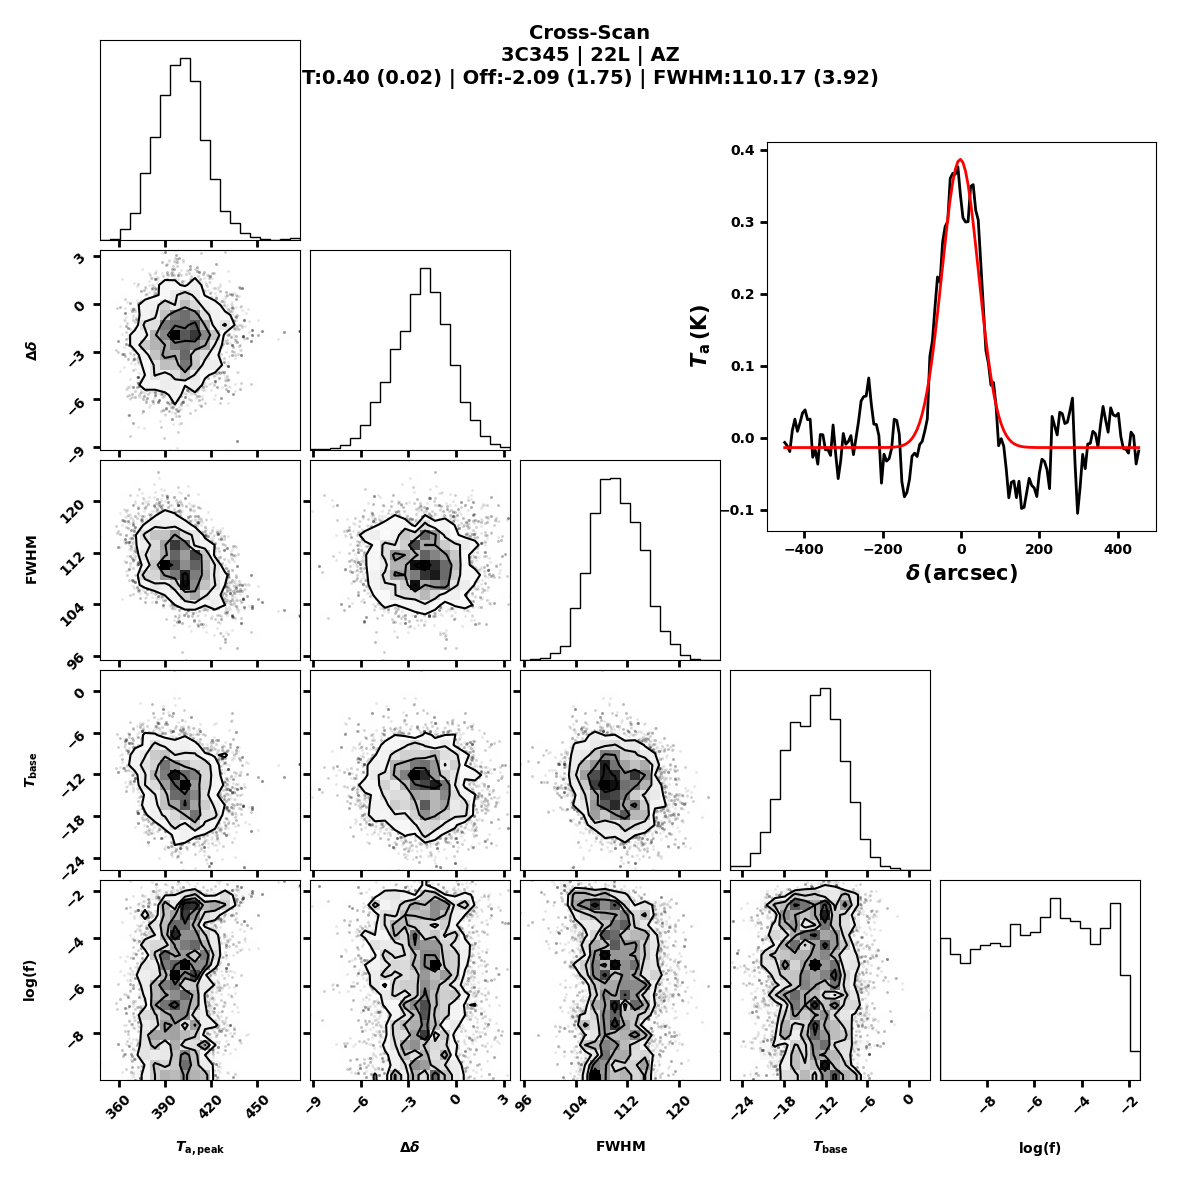 Cross-Scan
3C345 | 22L | AZ
T:0.40 (0.02) | Off:-2.09 (1.75) | FWHM:110.17 (3.92)
0.4
0.3
0.2
0.1
0.0
−0.1
Ta (K)
−400 −200 0 200 400
δ (arcsec)
3
0
−3
−6
−9
Δδ
120
112
104
96
FWHM
0
−6
−12
−18
−24
Tbase
−2
−4
−6
−8
log(f)
360 390 420 450
−9 −6 −3 0 3
96 104 112 120
−24 −18 −12 −6 0
−8 −6 −4 −2
Ta,peak
Δδ
FWHM
Tbase
log(f)